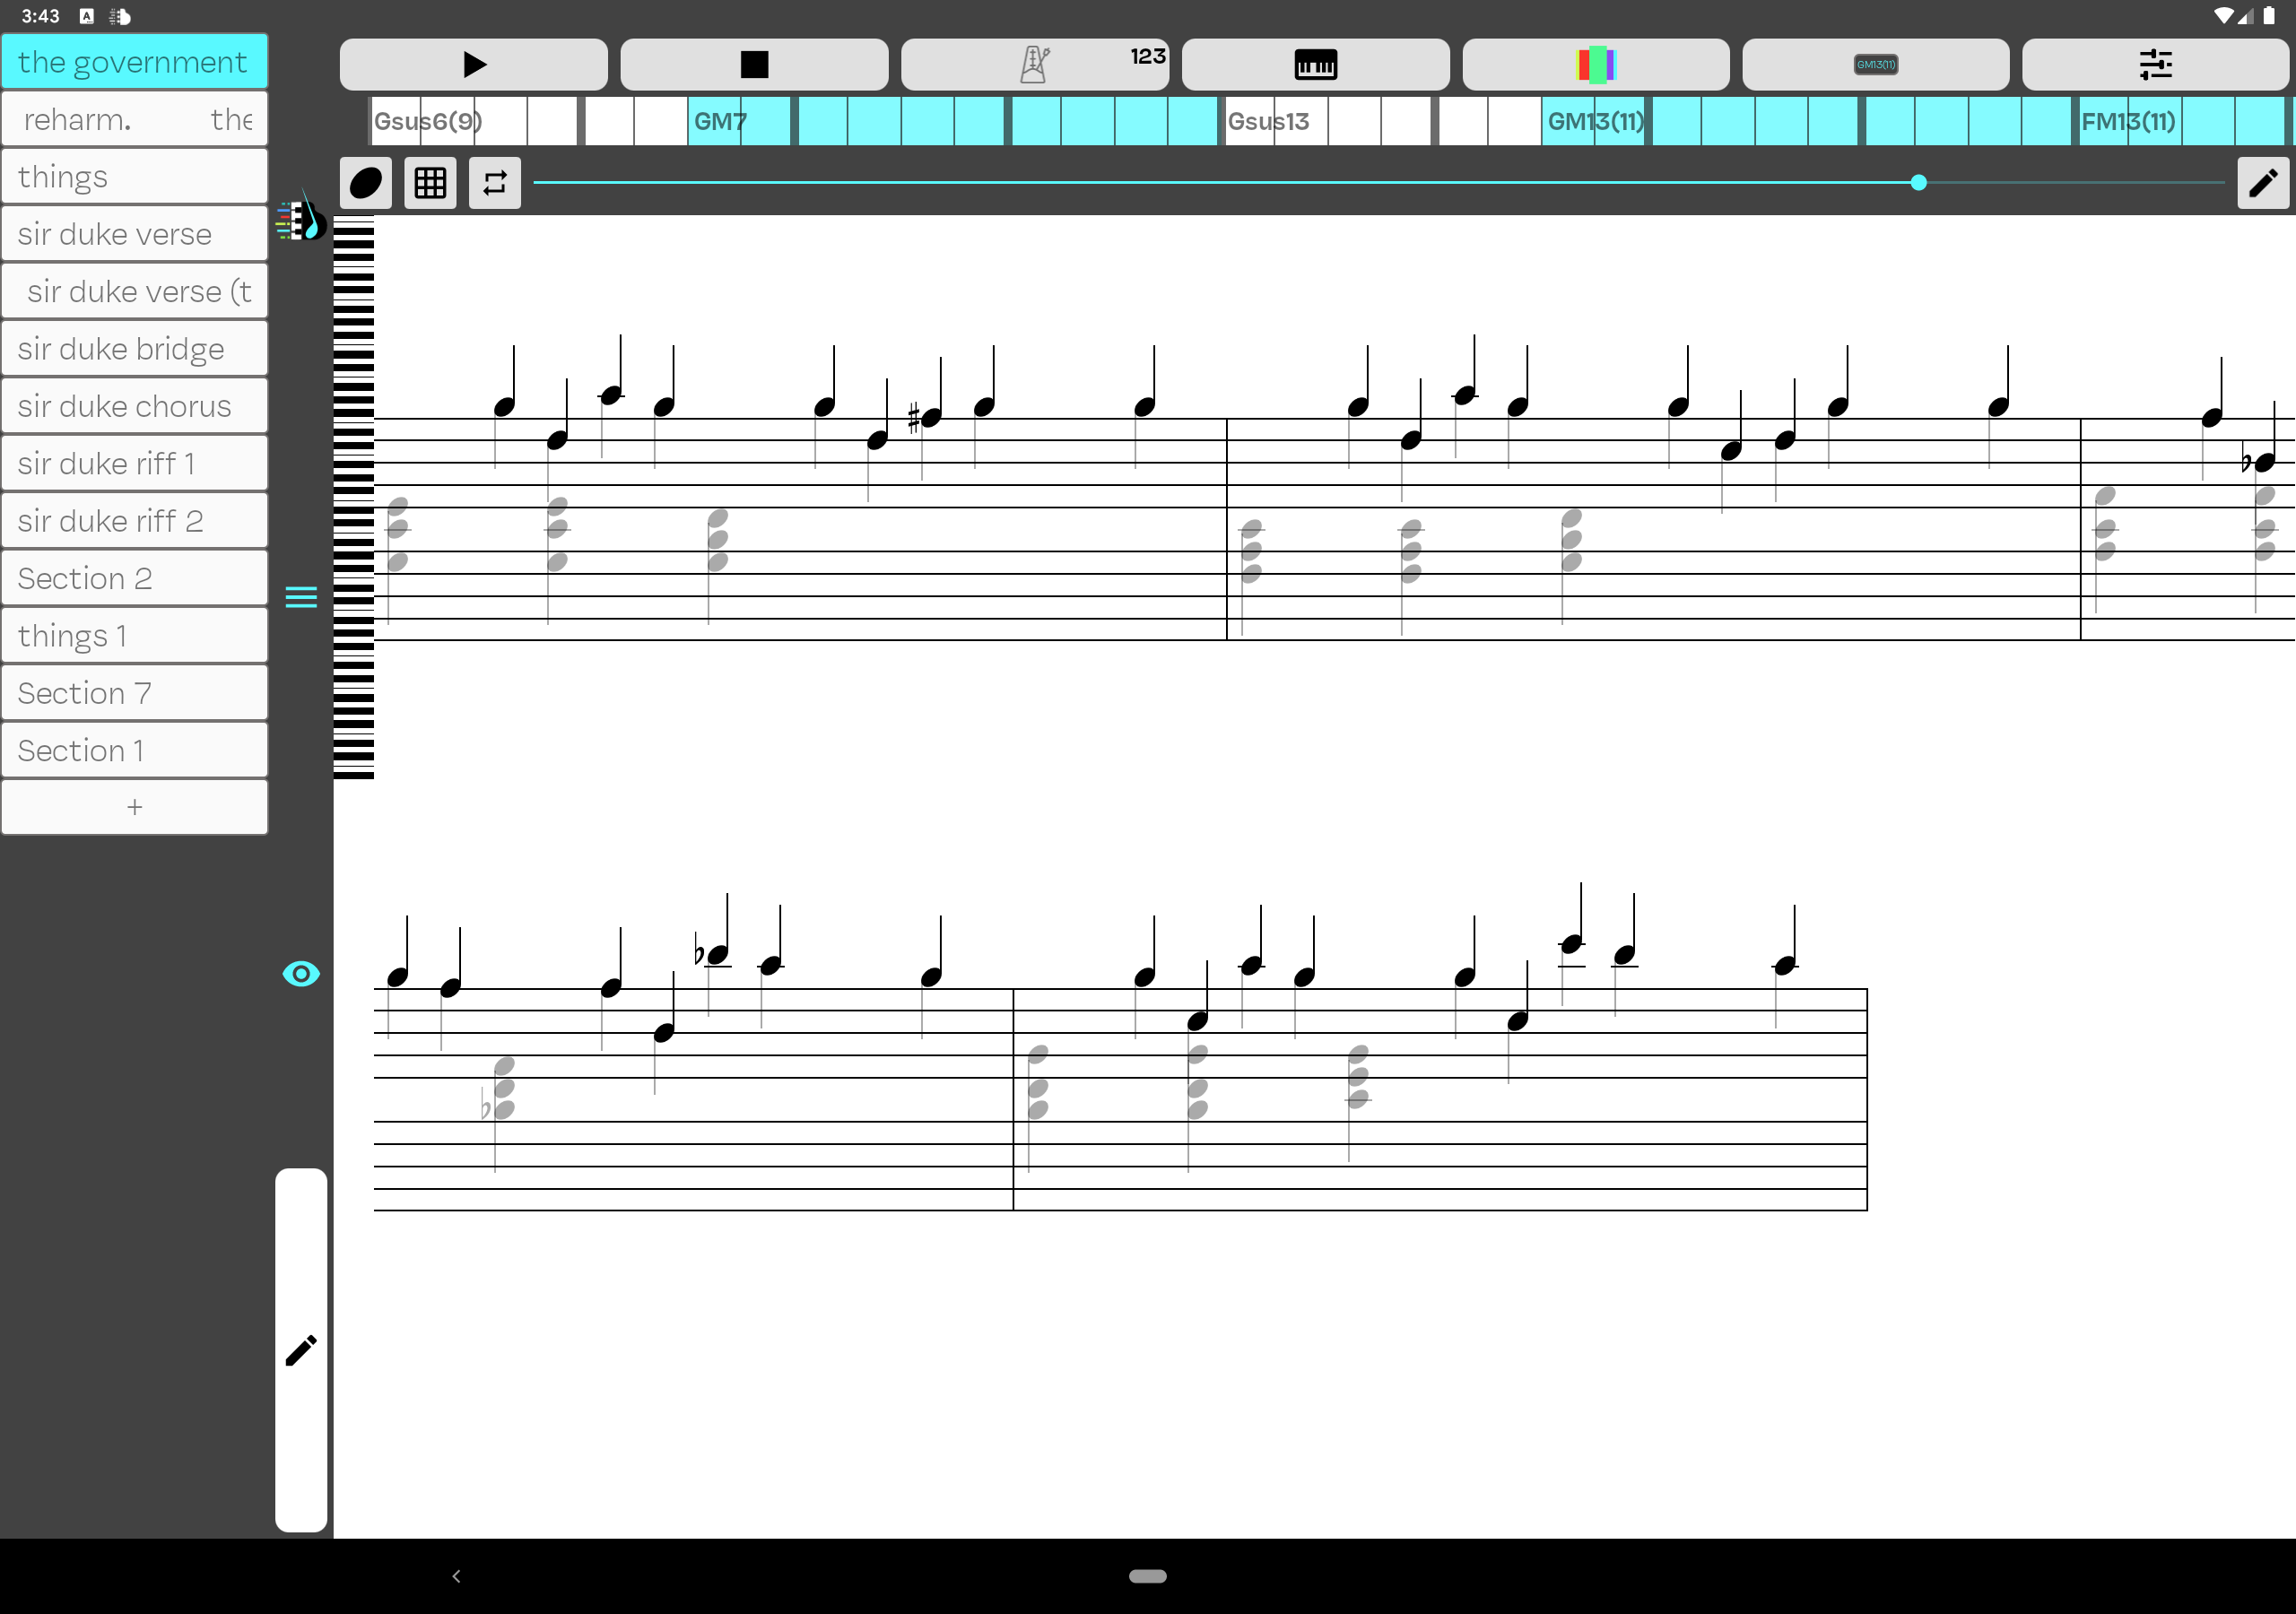 3:43
A
the government
reharm. the
things
sir duke verse
sir duke verse (t
sir duke bridge
sir duke chorus
sir duke riff 1
sir duke riff 2
Section 2
things 1
Section 7
Section 1
+
123
GM13(11)
Gsus6(9) GM7 Gsus13 GM13(11) FM13(11)